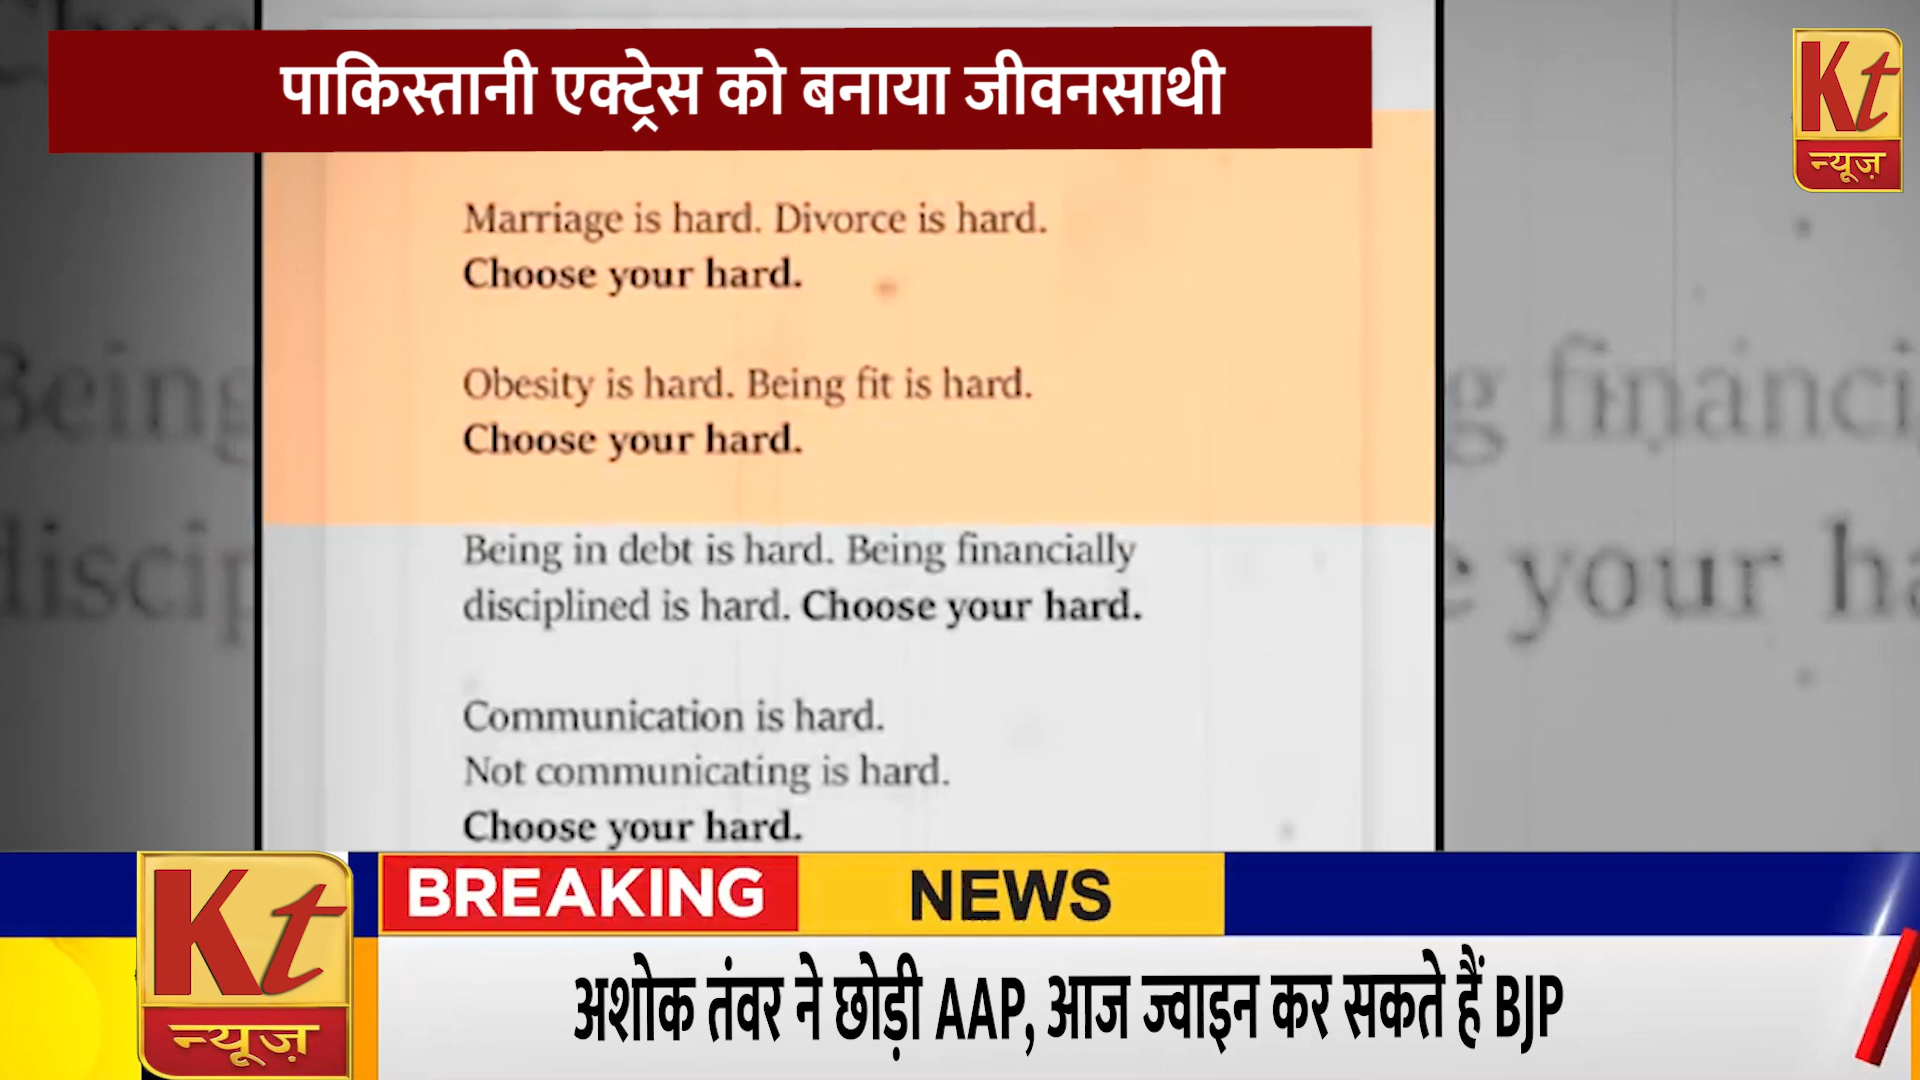 पाकिस्तानी एक्ट्रेस को बनाया जीवनसाथी
Kt
न्यूज़
Marriage is hard. Divorce is hard.
Choose your hard.
Obesity is hard. Being fit is hard.
Choose your hard.
Being in debt is hard. Being financially
disciplined is hard. Choose your hard.
Communication is hard.
Not communicating is hard.
Choose your hard.
BREAKING NEWS
Kt
न्यूज़
अशोक तंवर ने छोड़ी AAP, आज ज्वाइन कर सकते हैं BJP